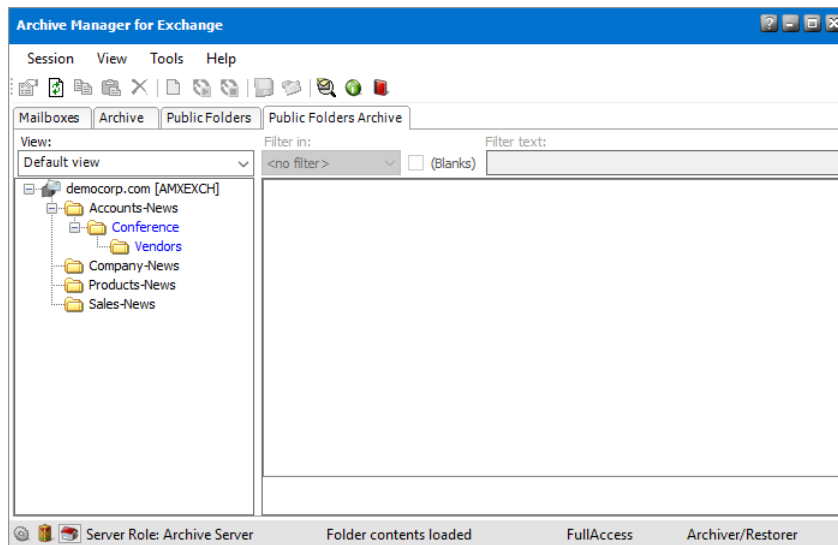 Archive Manager for Exchange
Session View Tools Help
Mailboxes Archive Public Folders Public Folders Archive
View: Filter in: Filter text:
Default view <no filter> (Blanks)
democorp.com [AMXEXCH]
Accounts-News
Conference
Vendors
Company-News
Products-News
Sales-News
Server Role: Archive Server Folder contents loaded FullAccess Archiver/Restorer